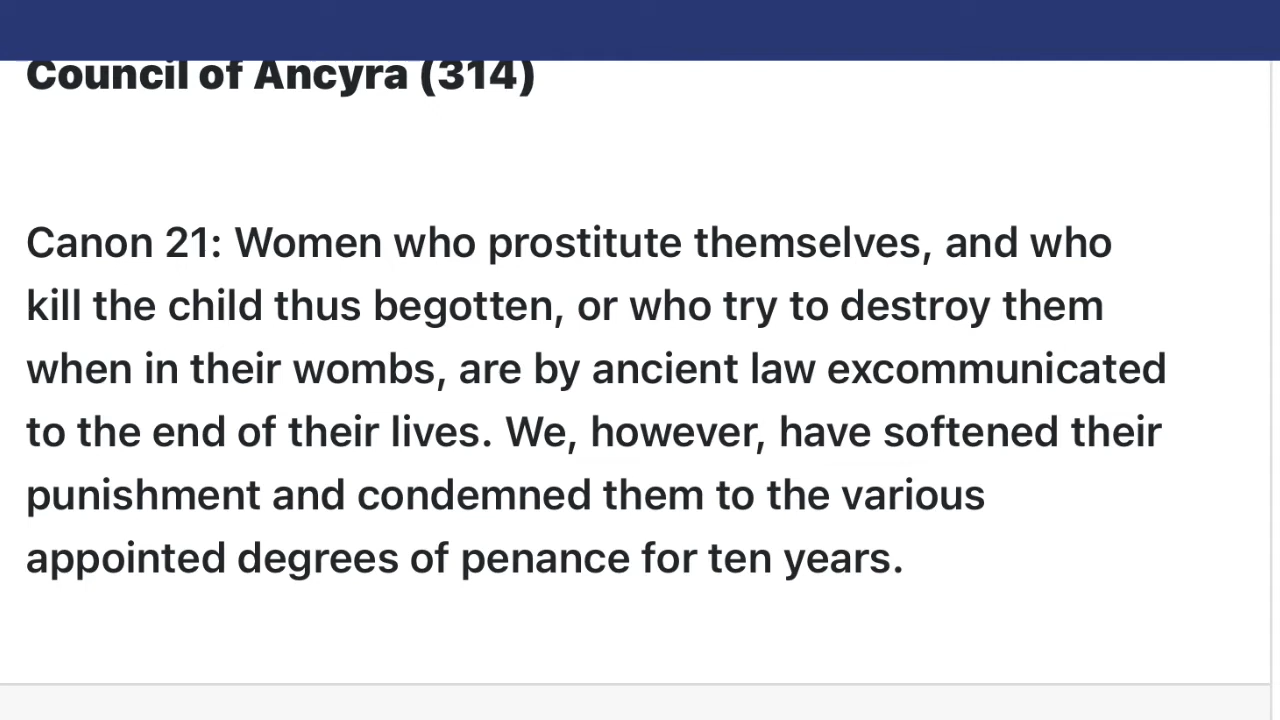 Council of Ancyra (314)
Canon 21: Women who prostitute themselves, and who
kill the child thus begotten, or who try to destroy them
when in their wombs, are by ancient law excommunicated
to the end of their lives. We, however, have softened their
punishment and condemned them to the various
appointed degrees of penance for ten years.